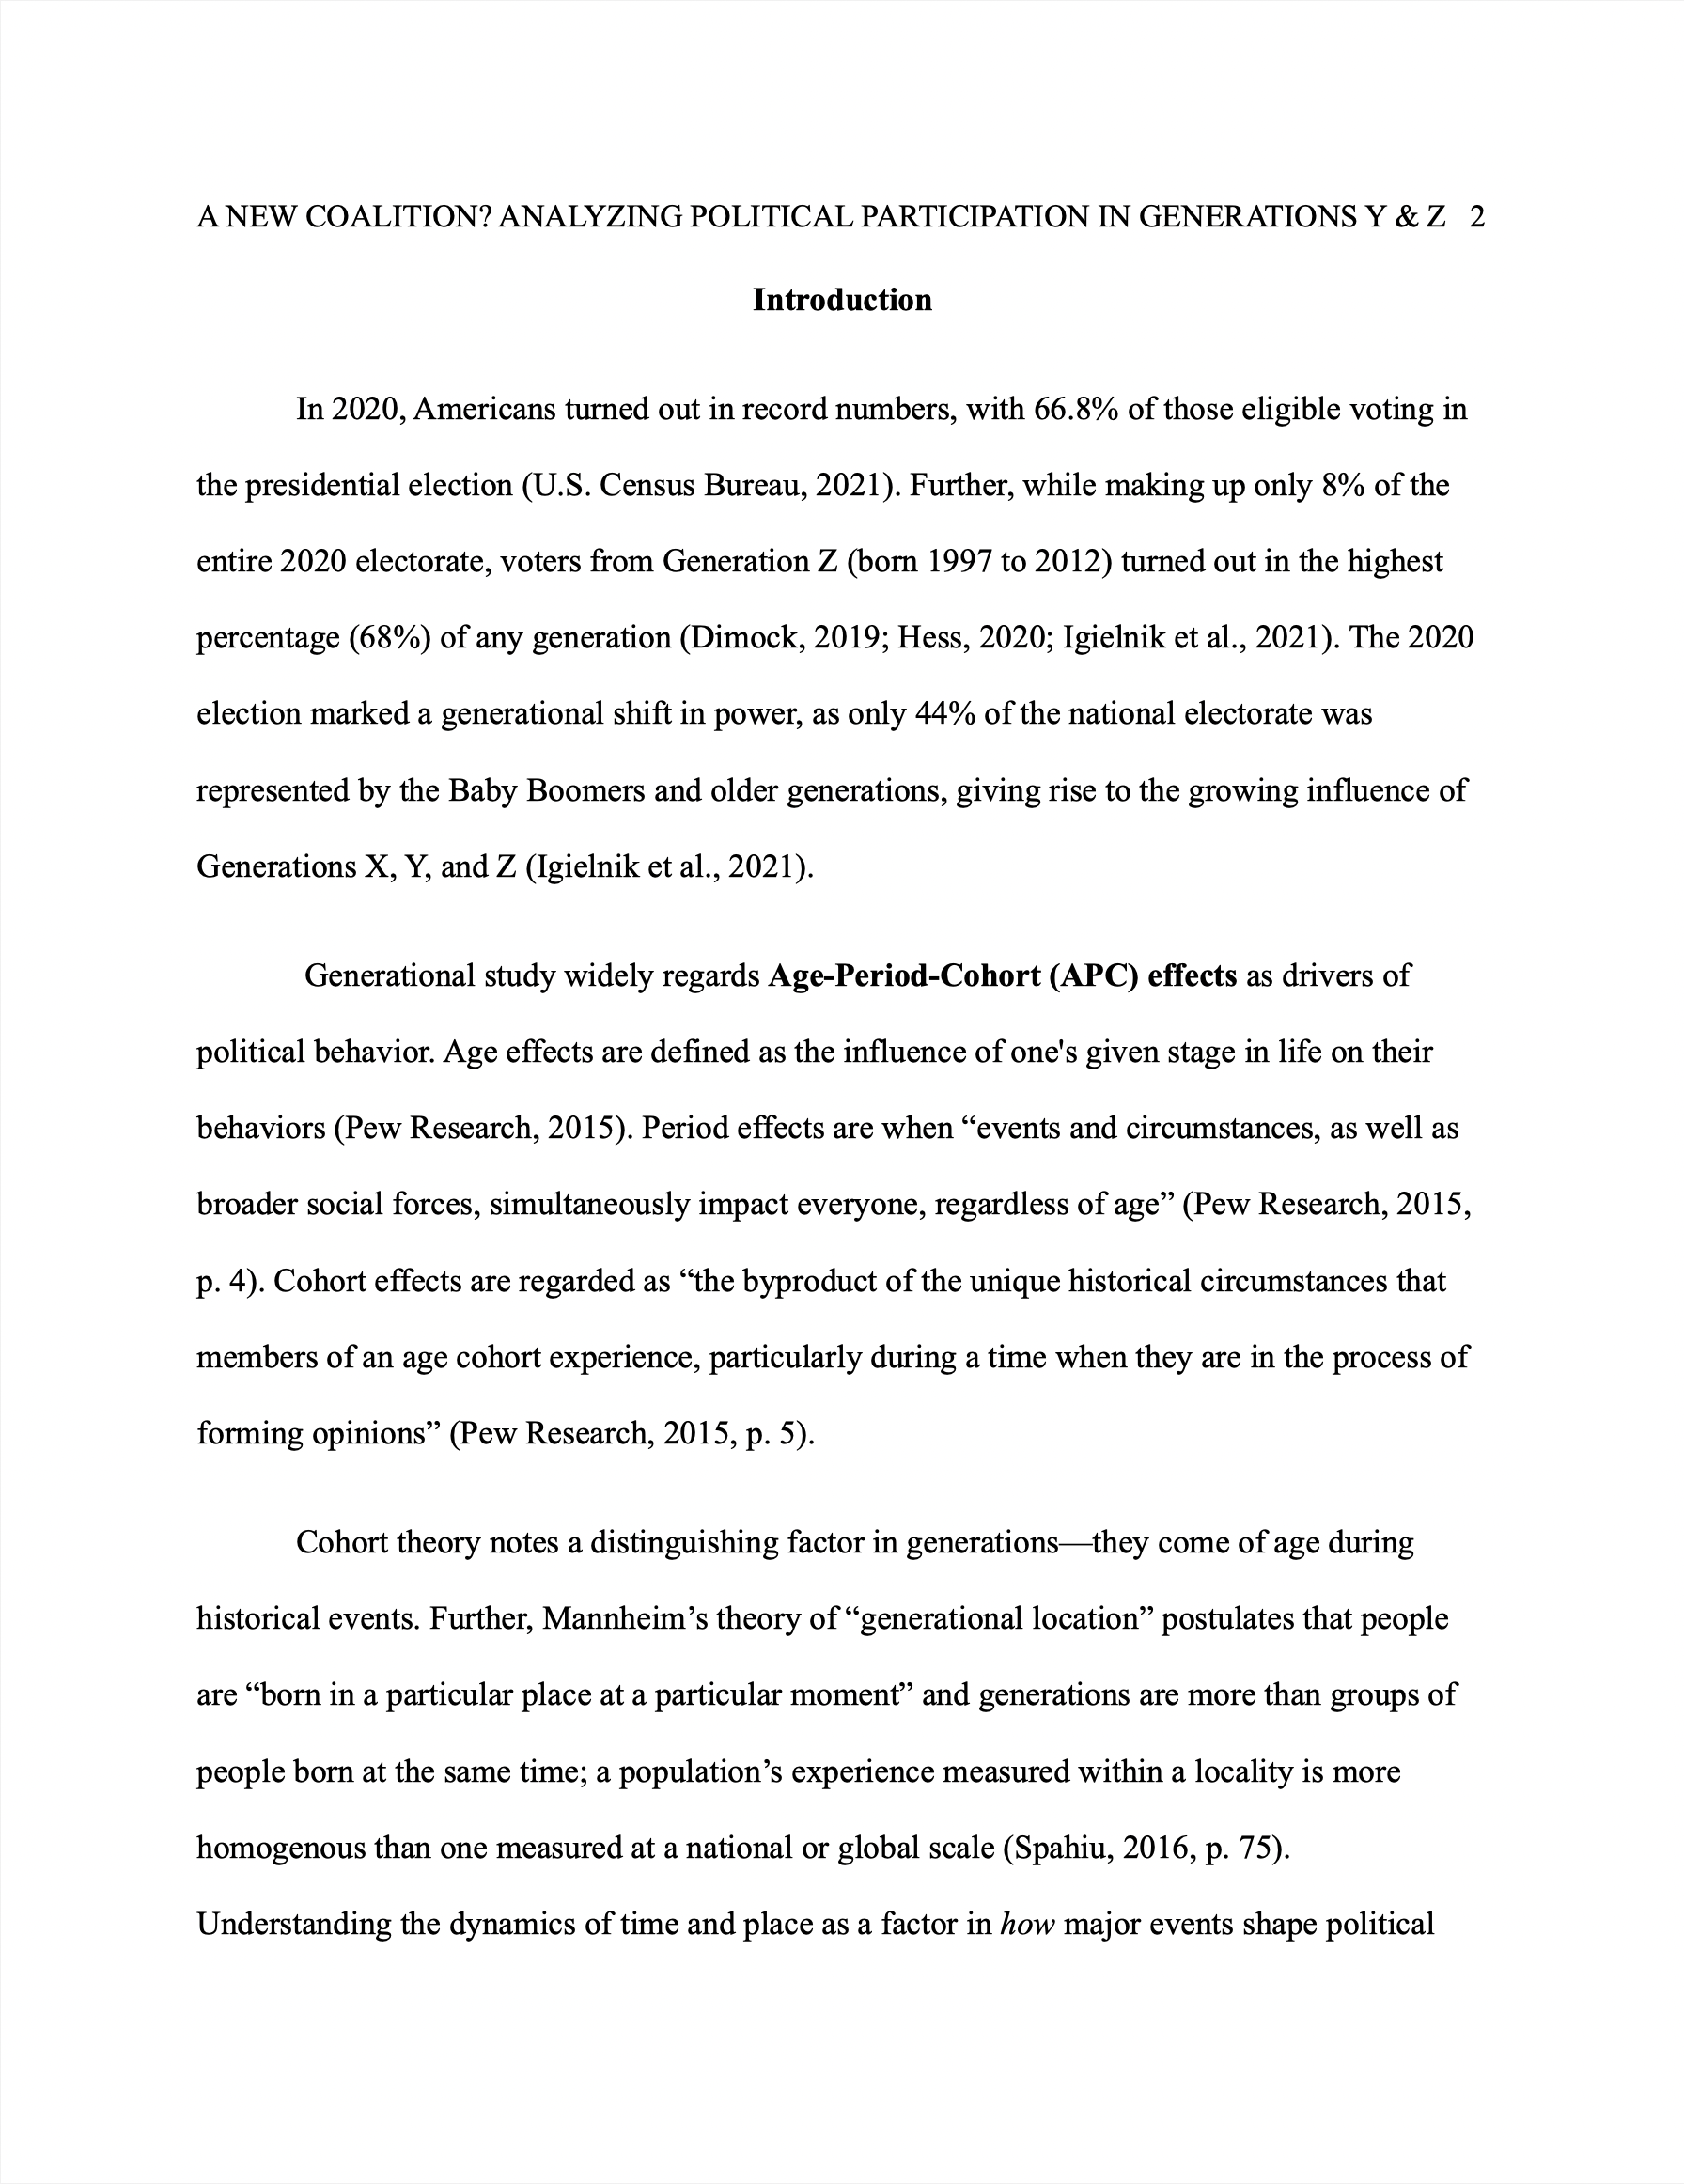 A NEW COALITION? ANALYZING POLITICAL PARTICIPATION IN GENERATIONS Y & Z 2
Introduction
In 2020, Americans turned out in record numbers, with 66.8% of those eligible voting in
the presidential election (U.S. Census Bureau, 2021). Further, while making up only 8% of the
entire 2020 electorate, voters from Generation Z (born 1997 to 2012) turned out in the highest
percentage (68%) of any generation (Dimock, 2019; Hess, 2020; Igielnik et al., 2021). The 2020
election marked a generational shift in power, as only 44% of the national electorate was
represented by the Baby Boomers and older generations, giving rise to the growing influence of
Generations X, Y, and Z (Igielnik et al., 2021).
Generational study widely regards Age-Period-Cohort (APC) effects as drivers of
political behavior. Age effects are defined as the influence of one's given stage in life on their
behaviors (Pew Research, 2015). Period effects are when “events and circumstances, as well as
broader social forces, simultaneously impact everyone, regardless of age” (Pew Research, 2015,
p. 4). Cohort effects are regarded as “the byproduct of the unique historical circumstances that
members of an age cohort experience, particularly during a time when they are in the process of
forming opinions” (Pew Research, 2015, p. 5).
Cohort theory notes a distinguishing factor in generations—they come of age during
historical events. Further, Mannheim’s theory of “generational location” postulates that people
are “born in a particular place at a particular moment” and generations are more than groups of
people born at the same time; a population’s experience measured within a locality is more
homogenous than one measured at a national or global scale (Spahiu, 2016, p. 75).
Understanding the dynamics of time and place as a factor in how major events shape political